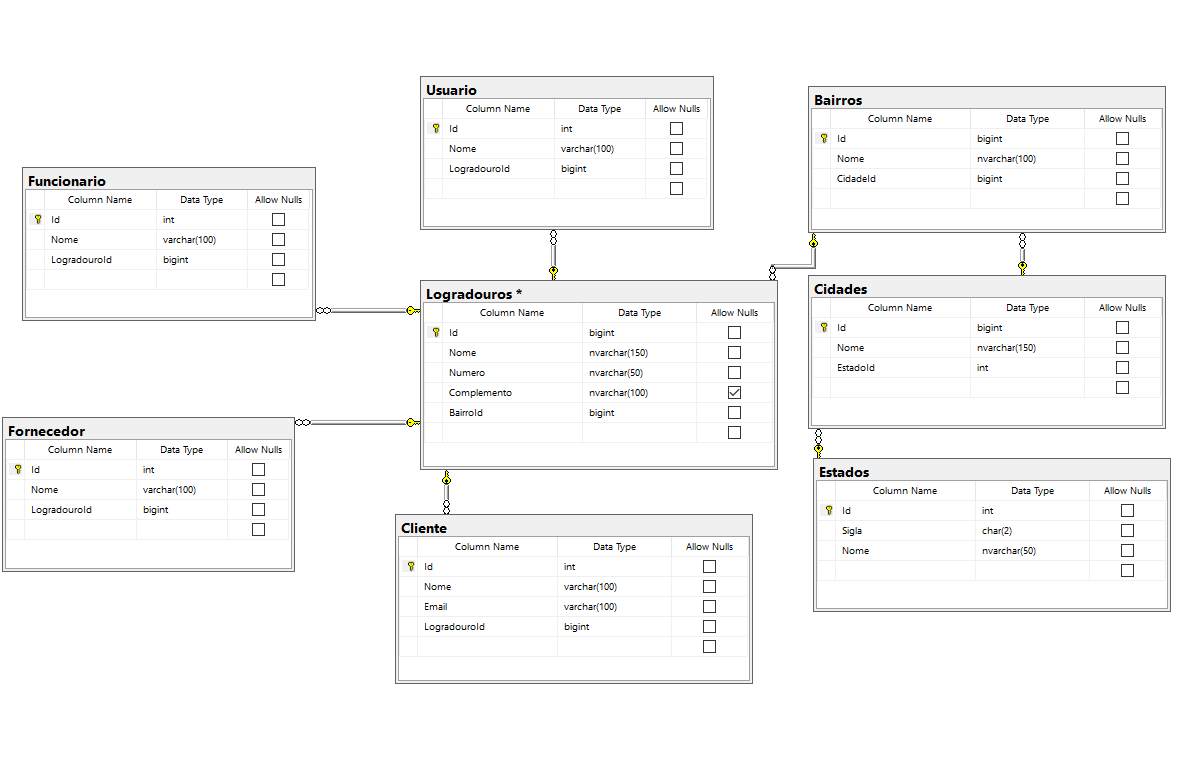 Usuario
Column Name Data Type Allow Nulls
Id int
Nome varchar(100)
LogradouroId bigint
Bairros
Column Name Data Type Allow Nulls
Id bigint
Nome nvarchar(100)
CidadeId bigint
Funcionario
Column Name Data Type Allow Nulls
Id int
Nome varchar(100)
LogradouroId bigint
Logradouros *
Column Name Data Type Allow Nulls
Id bigint
Nome nvarchar(150)
Numero nvarchar(50)
Complemento nvarchar(100)
BairroId bigint
Cidades
Column Name Data Type Allow Nulls
Id bigint
Nome nvarchar(150)
EstadoId int
Fornecedor
Column Name Data Type Allow Nulls
Id int
Nome varchar(100)
LogradouroId bigint
Estados
Column Name Data Type Allow Nulls
Id int
Sigla char(2)
Nome nvarchar(50)
Cliente
Column Name Data Type Allow Nulls
Id int
Nome varchar(100)
Email varchar(100)
LogradouroId bigint